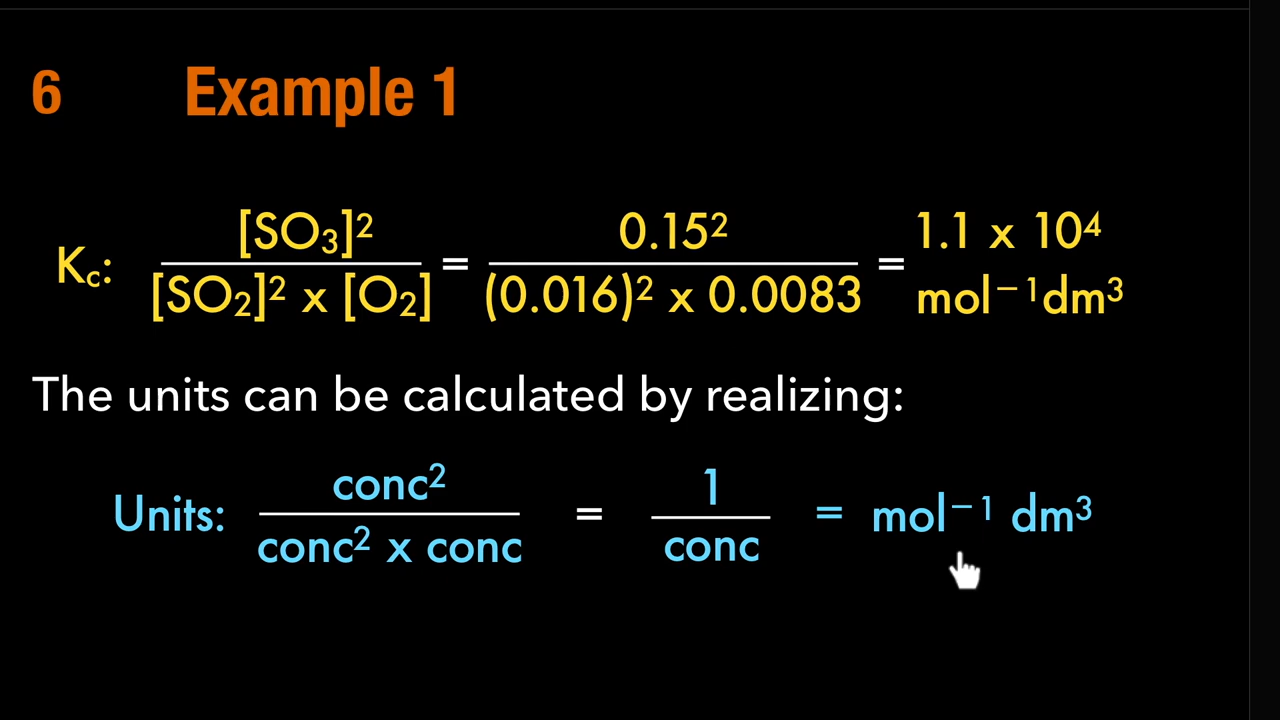 6 Example 1
Kc: [SO₃]² / [SO₂]² x [O₂] = 0.15² / (0.016)² x 0.0083 = 1.1 x 10⁴ mol⁻¹dm³
The units can be calculated by realizing:
Units: conc² / conc² x conc = 1 / conc = mol⁻¹ dm³